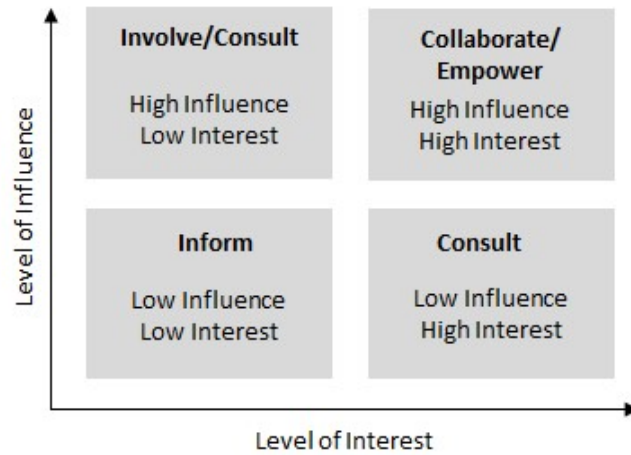 Level of Influence
Involve/Consult
High Influence
Low Interest
Collaborate/
Empower
High Influence
High Interest
Inform
Low Influence
Low Interest
Consult
Low Influence
High Interest
Level of Interest